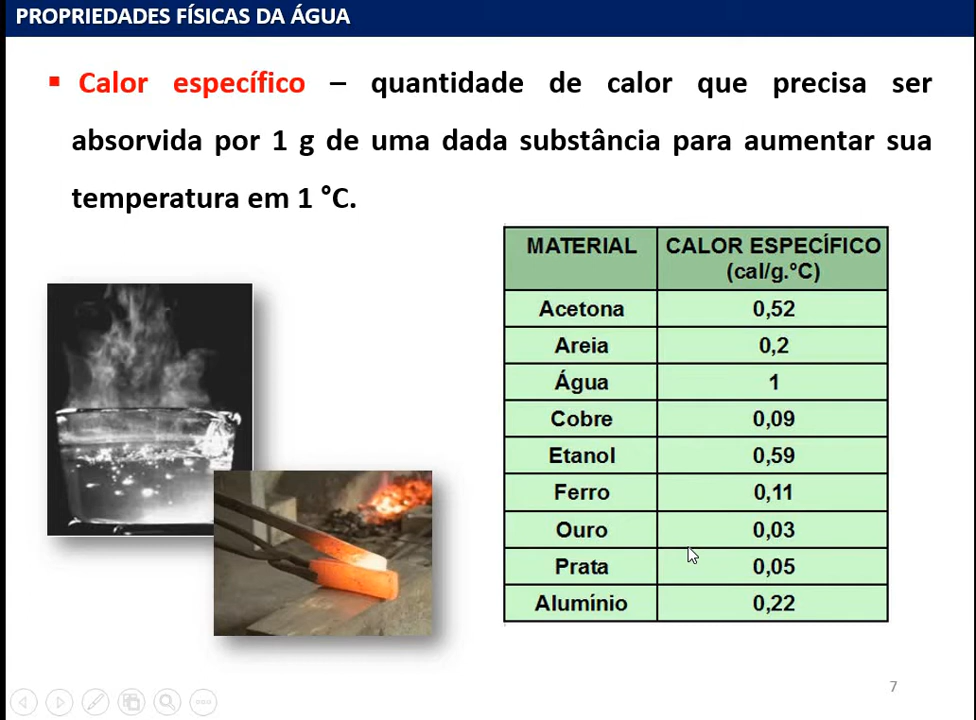 PROPRIEDADES FÍSICAS DA ÁGUA
▪ Calor específico – quantidade de calor que precisa ser
absorvida por 1 g de uma dada substância para aumentar sua
temperatura em 1 °C.
MATERIAL CALOR ESPECÍFICO
(cal/g.°C)
Acetona 0,52
Areia 0,2
Água 1
Cobre 0,09
Etanol 0,59
Ferro 0,11
Ouro 0,03
Prata 0,05
Alumínio 0,22
7